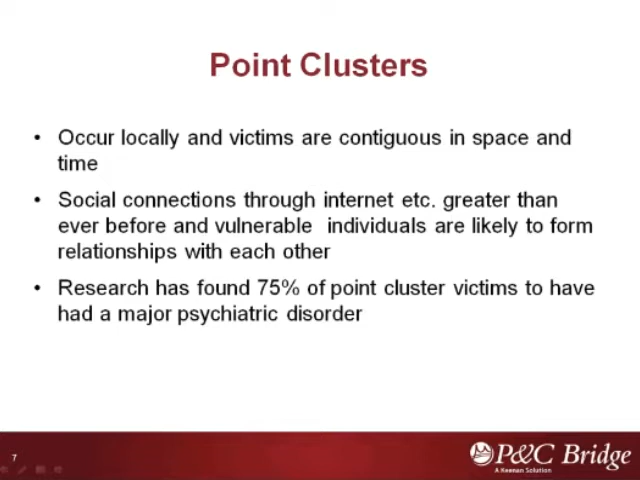 Point Clusters
• Occur locally and victims are contiguous in space and
time
• Social connections through internet etc. greater than
ever before and vulnerable  individuals are likely to form
relationships with each other
• Research has found 75% of point cluster victims to have
had a major psychiatric disorder
7
P&C Bridge
A Keenan Solution